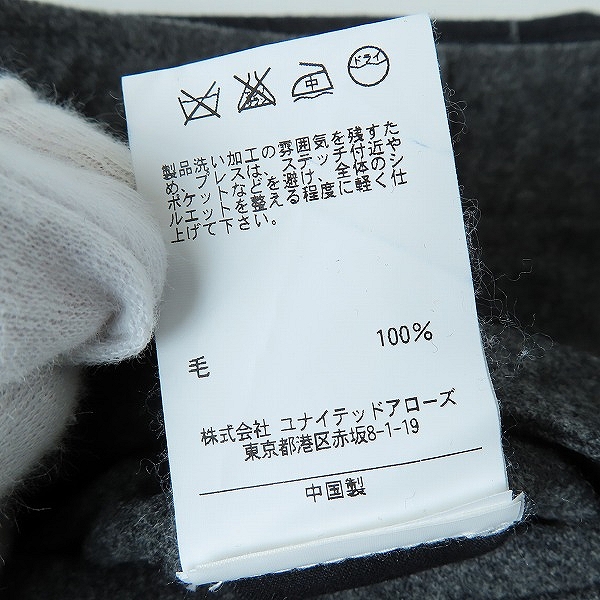 中 ドライ
製品洗い加工の雰囲気を残すた
め、プレスは、ステッチ付近や
ポケットなどを避け、全体のシ
ルエットを整える程度に軽く仕
上げて下さい。
毛 100%
株式会社 ユナイテッドアローズ
東京都港区赤坂8-1-19
中国製